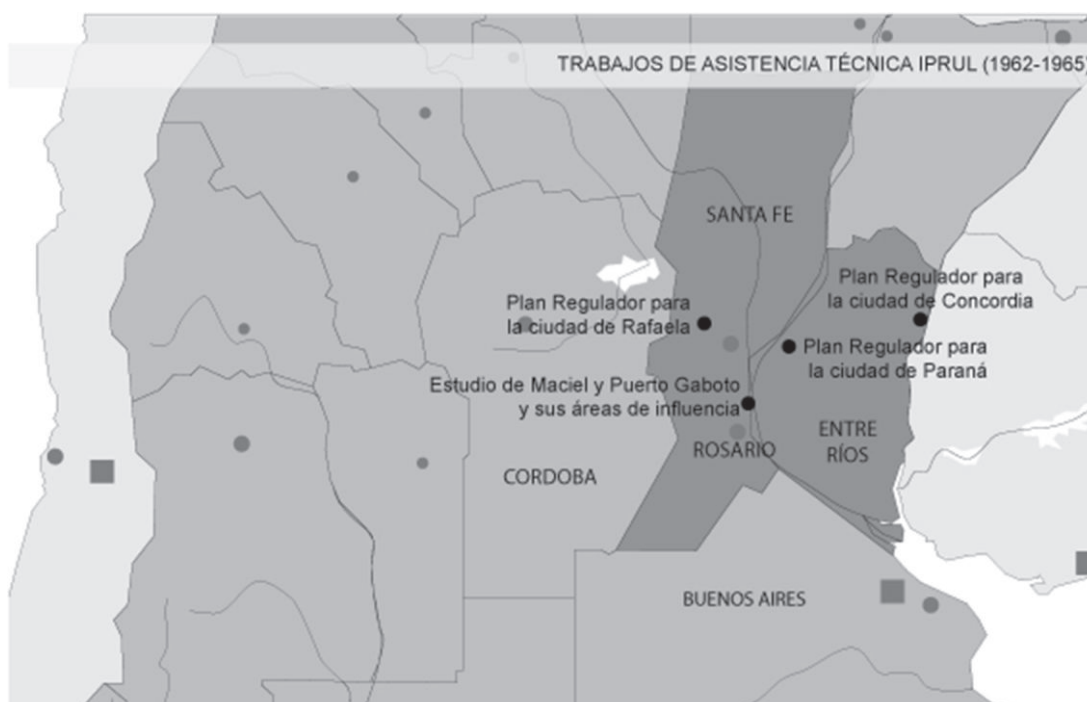 TRABAJOS DE ASISTENCIA TÉCNICA IPRUL (1962-1965)
SANTA FE
Plan Regulador para
la ciudad de Concordia
Plan Regulador para
la ciudad de Rafaela
Plan Regulador para
la ciudad de Paraná
Estudio de Maciel y Puerto Gaboto
y sus áreas de influencia
ENTRE
RÍOS
ROSARIO
CORDOBA
BUENOS AIRES